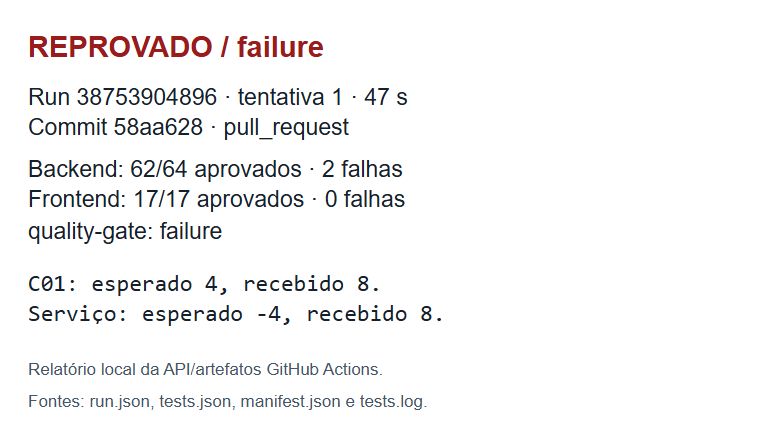 REPROVADO / failure
Run 38753904896 · tentativa 1 · 47 s
Commit 58aa628 · pull_request
Backend: 62/64 aprovados · 2 falhas
Frontend: 17/17 aprovados · 0 falhas
quality-gate: failure
C01: esperado 4, recebido 8.
Serviço: esperado -4, recebido 8.
Relatório local da API/artefatos GitHub Actions.
Fontes: run.json, tests.json, manifest.json e tests.log.